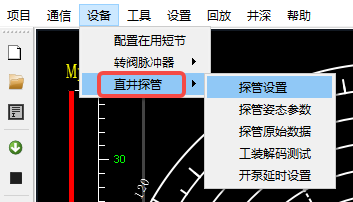 项目 通信 设备 工具 设置 回放 井深 帮助
配置在用短节
转阀脉冲器
直井探管
探管设置
探管姿态参数
探管原始数据
工装解码测试
开泵延时设置
My
30
120